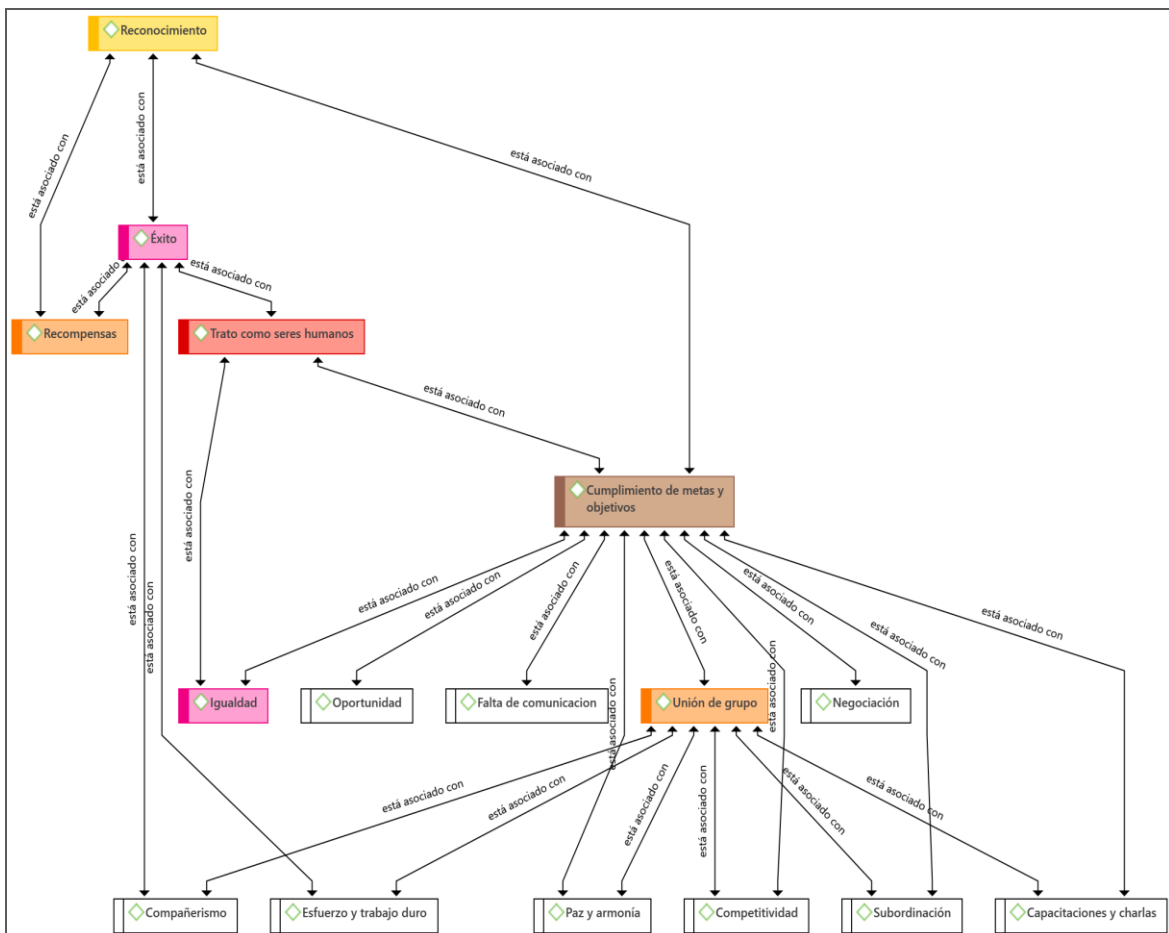 Reconocimiento
está asociado con
está asociado con
está asociado con
Éxito
está asociado
está asociado con
Recompensas
Trato como seres humanos
está asociado con
está asociado con
Cumplimiento de metas y
objetivos
está asociado con
está asociado con
está asociado con
está asociado con
está asociado con
está asociado con
está asociado con
está asociado con
está asociado con
está asociado con
está asociado con
Igualdad
Oportunidad
Falta de comunicacion
Unión de grupo
Negociación
está asociado con
está asociado con
está asociado con
está asociado con
está asociado con
está asociado con
Compañerismo
Esfuerzo y trabajo duro
Paz y armonía
Competitividad
Subordinación
Capacitaciones y charlas